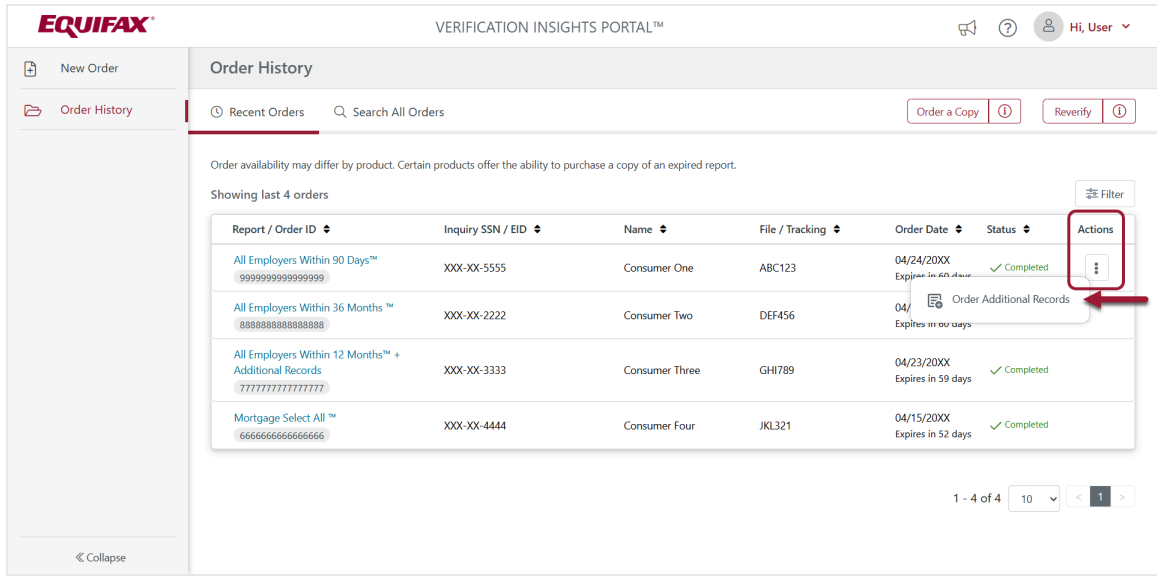 EQUIFAX®
VERIFICATION INSIGHTS PORTAL™
Hi, User
New Order
Order History
Order History
Recent Orders
Search All Orders
Order a Copy
Reverify
Order availability may differ by product. Certain products offer the ability to purchase a copy of an expired report.
Showing last 4 orders
Filter
Report / Order ID
Inquiry SSN / EID
Name
File / Tracking
Order Date
Status
Actions
All Employers Within 90 Days™
9999999999999999
XXX-XX-5555
Consumer One
ABC123
04/24/20XX
Expires in 60 days
Completed
Order Additional Records
All Employers Within 36 Months ™
8888888888888888
XXX-XX-2222
Consumer Two
DEF456
04/
Expires in 60 days
All Employers Within 12 Months™ +
Additional Records
7777777777777777
XXX-XX-3333
Consumer Three
GHI789
04/23/20XX
Expires in 59 days
Completed
Mortgage Select All ™
6666666666666666
XXX-XX-4444
Consumer Four
JKL321
04/15/20XX
Expires in 52 days
Completed
1 - 4 of 4
10
< 1 >
« Collapse